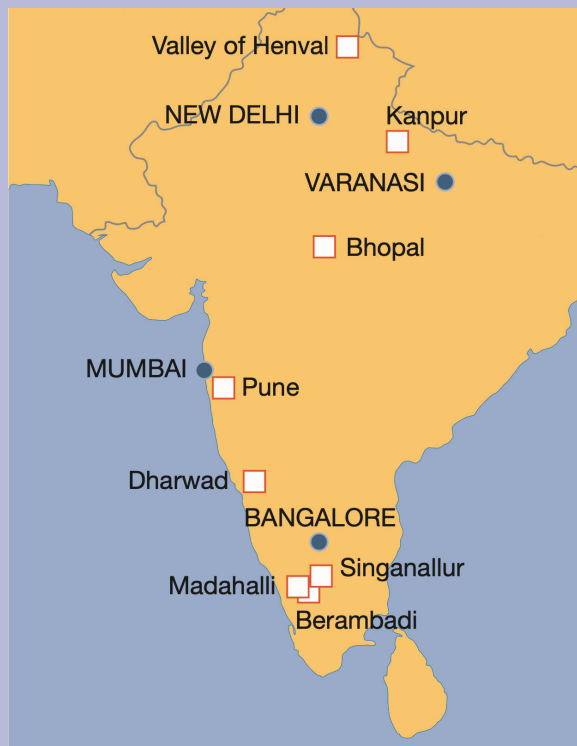 Valley of Henval
NEW DELHI
Kanpur
VARANASI
Bhopal
MUMBAI
Pune
Dharwad
BANGALORE
Singanallur
Madahalli
Berambadi